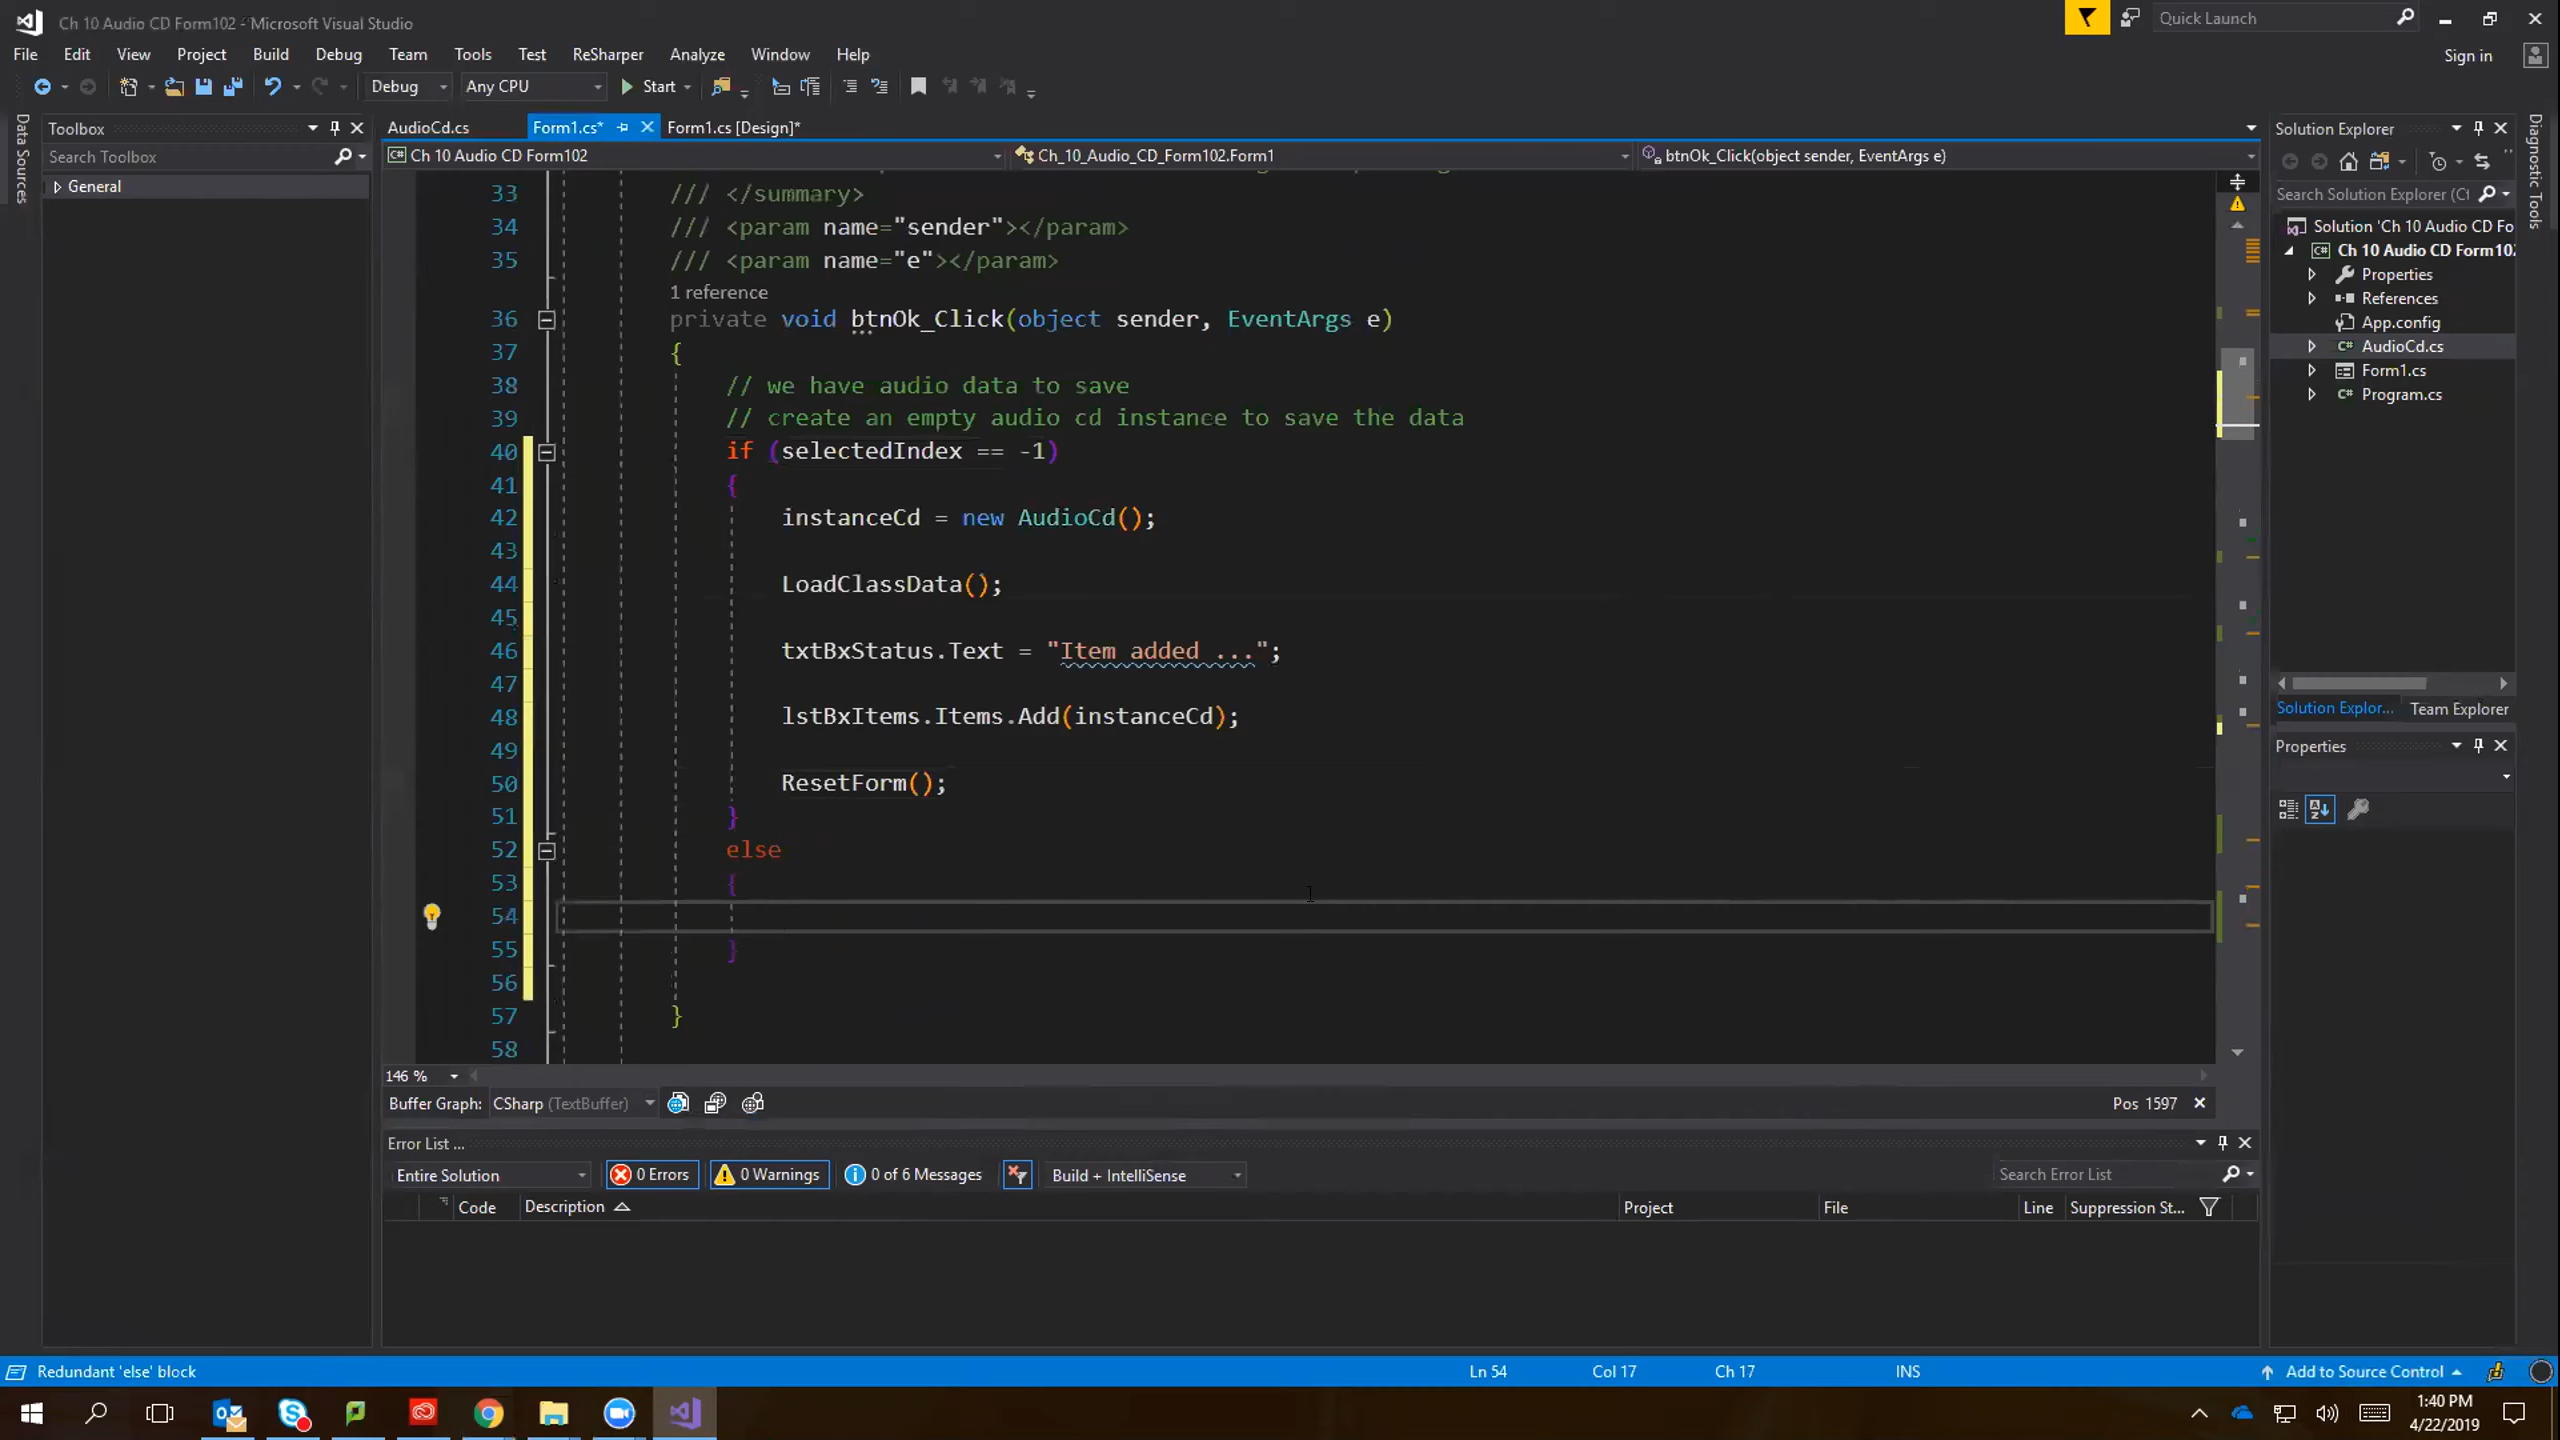 Ch 10 Audio CD Form102 - Microsoft Visual Studio
Quick Launch
File Edit View Project Build Debug Team Tools Test ReSharper Analyze Window Help
Sign in
Debug Any CPU Start
Data Sources
Toolbox
Search Toolbox
General
AudioCd.cs Form1.cs* Form1.cs [Design]*
Ch 10 Audio CD Form102 Ch_10_Audio_CD_Form102.Form1 btnOk_Click(object sender, EventArgs e)
33 /// </summary>
34 /// <param name="sender"></param>
35 /// <param name="e"></param>
1 reference
36 private void btnOk_Click(object sender, EventArgs e)
37 {
38 // we have audio data to save
39 // create an empty audio cd instance to save the data
40 if (selectedIndex == -1)
41 {
42 instanceCd = new AudioCd();
43
44 LoadClassData();
45
46 txtBxStatus.Text = "Item added ...";
47
48 lstBxItems.Items.Add(instanceCd);
49
50 ResetForm();
51 }
52 else
53 {
54
55 }
56
57 }
58
146 %
Buffer Graph: CSharp (TextBuffer)
Pos 1597
Error List ...
Entire Solution 0 Errors 0 Warnings 0 of 6 Messages Build + IntelliSense
Search Error List
Code Description Project File Line Suppression St...
Solution Explorer
Search Solution Explorer (Ct
Solution 'Ch 10 Audio CD Fo
Ch 10 Audio CD Form102
Properties
References
App.config
AudioCd.cs
Form1.cs
Program.cs
Solution Explor... Team Explorer
Properties
Diagnostic Tools
Redundant 'else' block
Ln 54 Col 17 Ch 17 INS
Add to Source Control
1:40 PM
4/22/2019